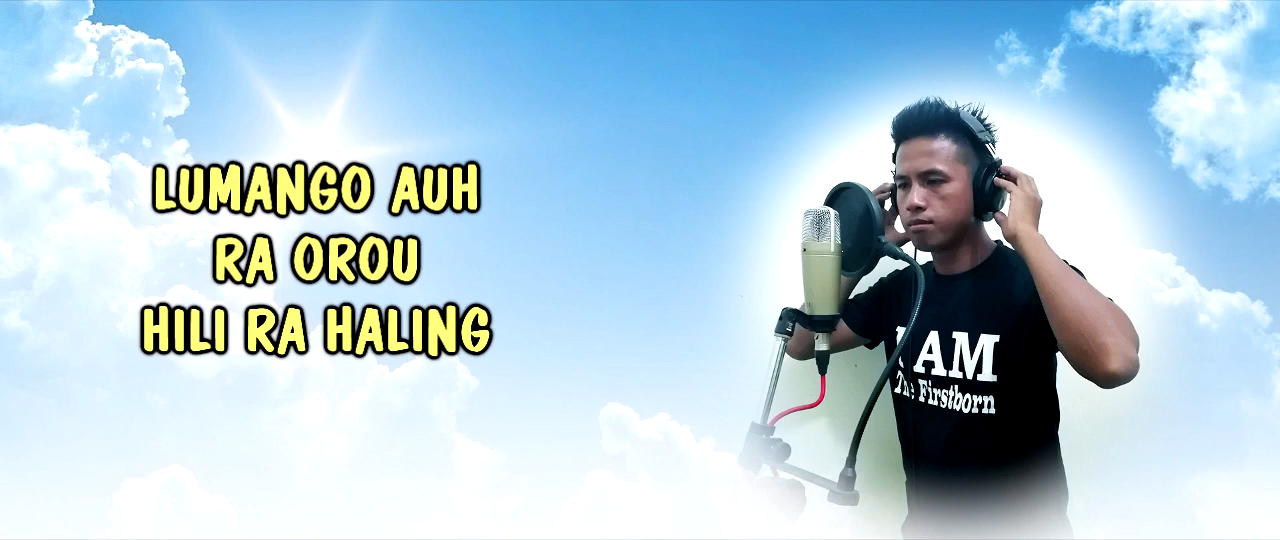 LUMANGO AUH
RA OROU
HILI RA HALING
I AM
The Firstborn